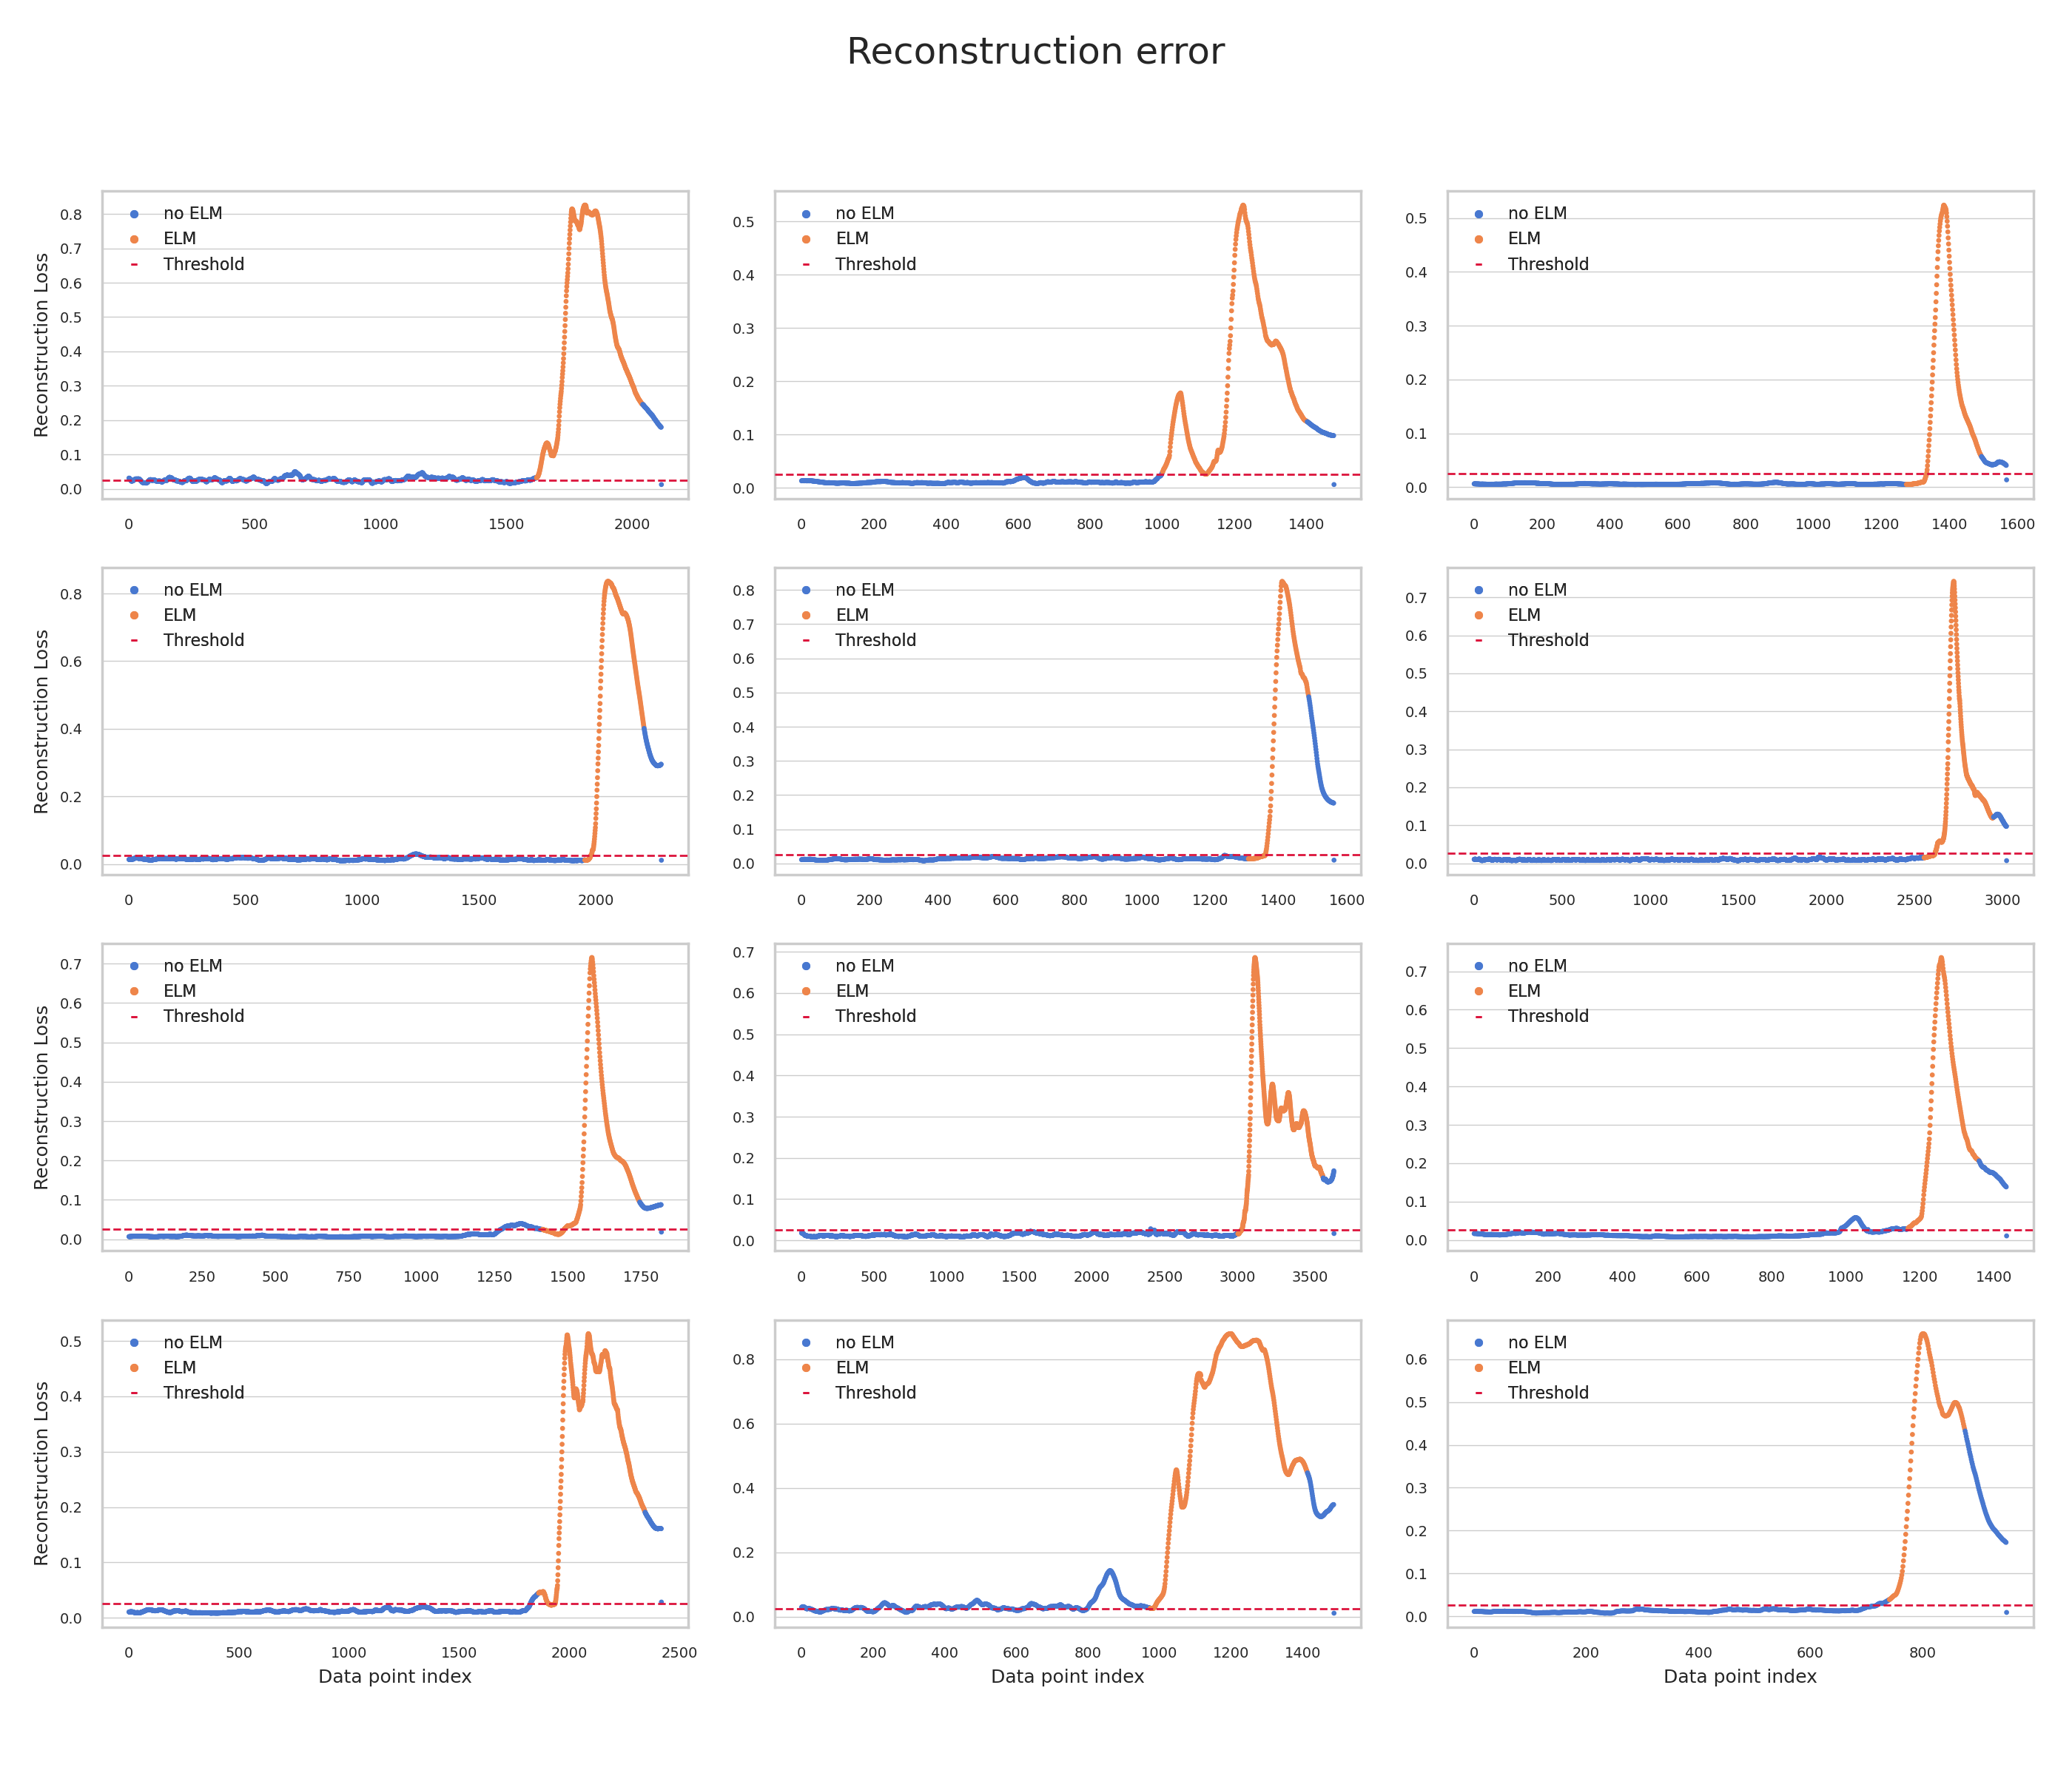 Reconstruction error
Reconstruction Loss
no ELM
ELM
Threshold
0.8
0.7
0.6
0.5
0.4
0.3
0.2
0.1
0.0
0 500 1000 1500 2000
no ELM
ELM
Threshold
0.5
0.4
0.3
0.2
0.1
0.0
0 200 400 600 800 1000 1200 1400
no ELM
ELM
Threshold
0.5
0.4
0.3
0.2
0.1
0.0
0 200 400 600 800 1000 1200 1400 1600
Reconstruction Loss
no ELM
ELM
Threshold
0.8
0.6
0.4
0.2
0.0
0 500 1000 1500 2000
no ELM
ELM
Threshold
0.8
0.7
0.6
0.5
0.4
0.3
0.2
0.1
0.0
0 200 400 600 800 1000 1200 1400 1600
no ELM
ELM
Threshold
0.7
0.6
0.5
0.4
0.3
0.2
0.1
0.0
0 500 1000 1500 2000 2500 3000
Reconstruction Loss
no ELM
ELM
Threshold
0.7
0.6
0.5
0.4
0.3
0.2
0.1
0.0
0 250 500 750 1000 1250 1500 1750
no ELM
ELM
Threshold
0.7
0.6
0.5
0.4
0.3
0.2
0.1
0.0
0 500 1000 1500 2000 2500 3000 3500
no ELM
ELM
Threshold
0.7
0.6
0.5
0.4
0.3
0.2
0.1
0.0
0 200 400 600 800 1000 1200 1400
Reconstruction Loss
no ELM
ELM
Threshold
0.5
0.4
0.3
0.2
0.1
0.0
0 500 1000 1500 2000 2500
Data point index
no ELM
ELM
Threshold
0.8
0.6
0.4
0.2
0.0
0 200 400 600 800 1000 1200 1400
Data point index
no ELM
ELM
Threshold
0.6
0.5
0.4
0.3
0.2
0.1
0.0
0 200 400 600 800
Data point index